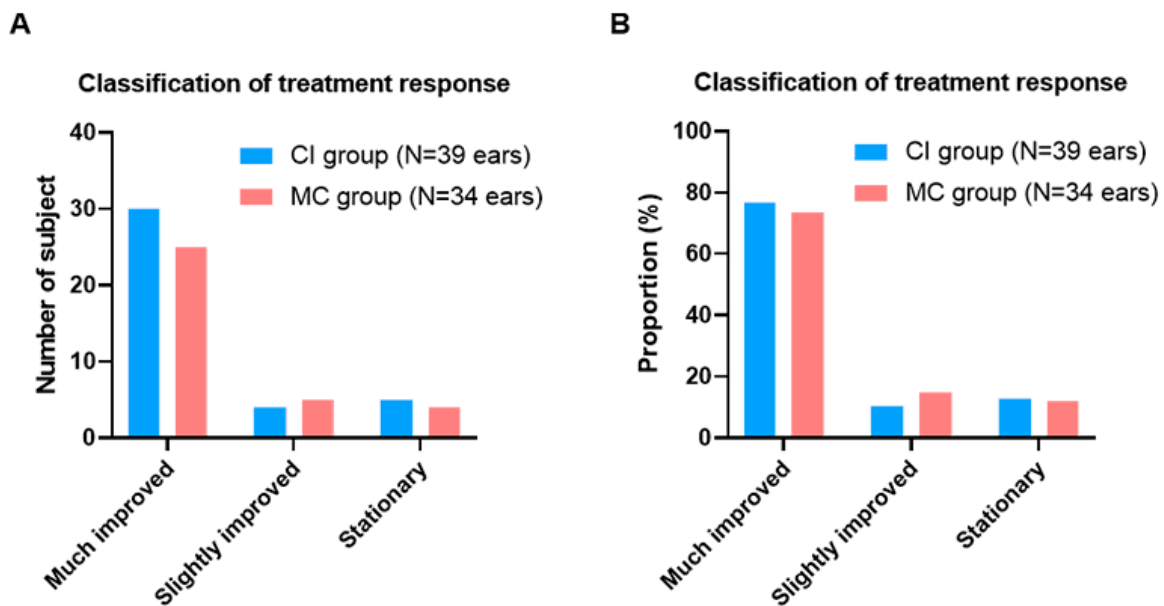 A
Classification of treatment response
Number of subject
40
30
20
10
0
CI group (N=39 ears)
MC group (N=34 ears)
Much improved
Slightly improved
Stationary
B
Classification of treatment response
Proportion (%)
100
80
60
40
20
0
CI group (N=39 ears)
MC group (N=34 ears)
Much improved
Slightly improved
Stationary